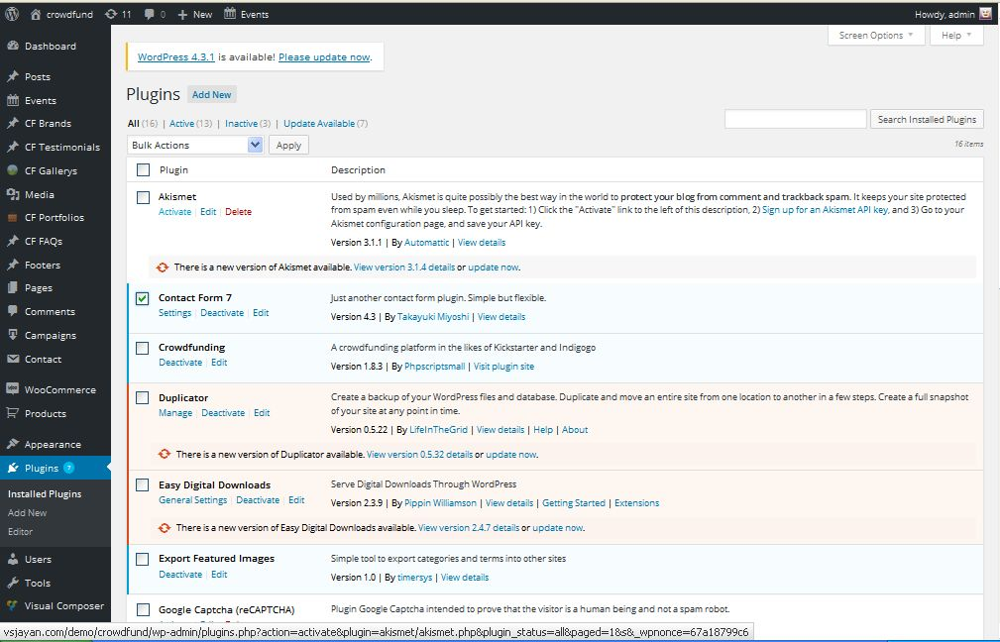 crowdfund 11 0 New Events Howdy, admin
Screen Options Help
Dashboard
Posts
Events
CF Brands
CF Testimonials
CF Gallerys
Media
CF Portfolios
CF FAQs
Footers
Pages
Comments
Campaigns
Contact
WooCommerce
Products
Appearance
Plugins 7
Installed Plugins
Add New
Editor
Users
Tools
Visual Composer
WordPress 4.3.1 is available! Please update now.
Plugins Add New
All (16) | Active (13) | Inactive (3) | Update Available (7)
Search Installed Plugins
Bulk Actions Apply
16 items
Plugin Description
Akismet
Activate | Edit | Delete
Used by millions, Akismet is quite possibly the best way in the world to protect your blog from comment and trackback spam. It keeps your site protected
from spam even while you sleep. To get started: 1) Click the "Activate" link to the left of this description, 2) Sign up for an Akismet API key, and 3) Go to your
Akismet configuration page, and save your API key.
Version 3.1.1 | By Automattic | View details
There is a new version of Akismet available. View version 3.1.4 details or update now.
Contact Form 7
Settings | Deactivate | Edit
Just another contact form plugin. Simple but flexible.
Version 4.3 | By Takayuki Miyoshi | View details
Crowdfunding
Deactivate | Edit
A crowdfunding platform in the likes of Kickstarter and Indigogo
Version 1.8.3 | By Phpscriptsmall | Visit plugin site
Duplicator
Manage | Deactivate | Edit
Create a backup of your WordPress files and database. Duplicate and move an entire site from one location to another in a few steps. Create a full snapshot
of your site at any point in time.
Version 0.5.22 | By LifeInTheGrid | View details | Help | About
There is a new version of Duplicator available. View version 0.5.32 details or update now.
Easy Digital Downloads
General Settings | Deactivate | Edit
Serve Digital Downloads Through WordPress
Version 2.3.9 | By Pippin Williamson | View details | Getting Started | Extensions
There is a new version of Easy Digital Downloads available. View version 2.4.7 details or update now.
Export Featured Images
Deactivate | Edit
Simple tool to export categories and terms into other sites
Version 1.0 | By timersys | View details
Google Captcha (reCAPTCHA)
Plugin Google Captcha intended to prove that the visitor is a human being and not a spam robot.
vsjayan.com/demo/crowdfund/wp-admin/plugins.php?action=activate&plugin=akismet/akismet.php&plugin_status=all&paged=1&s&_wpnonce=67a18799c6